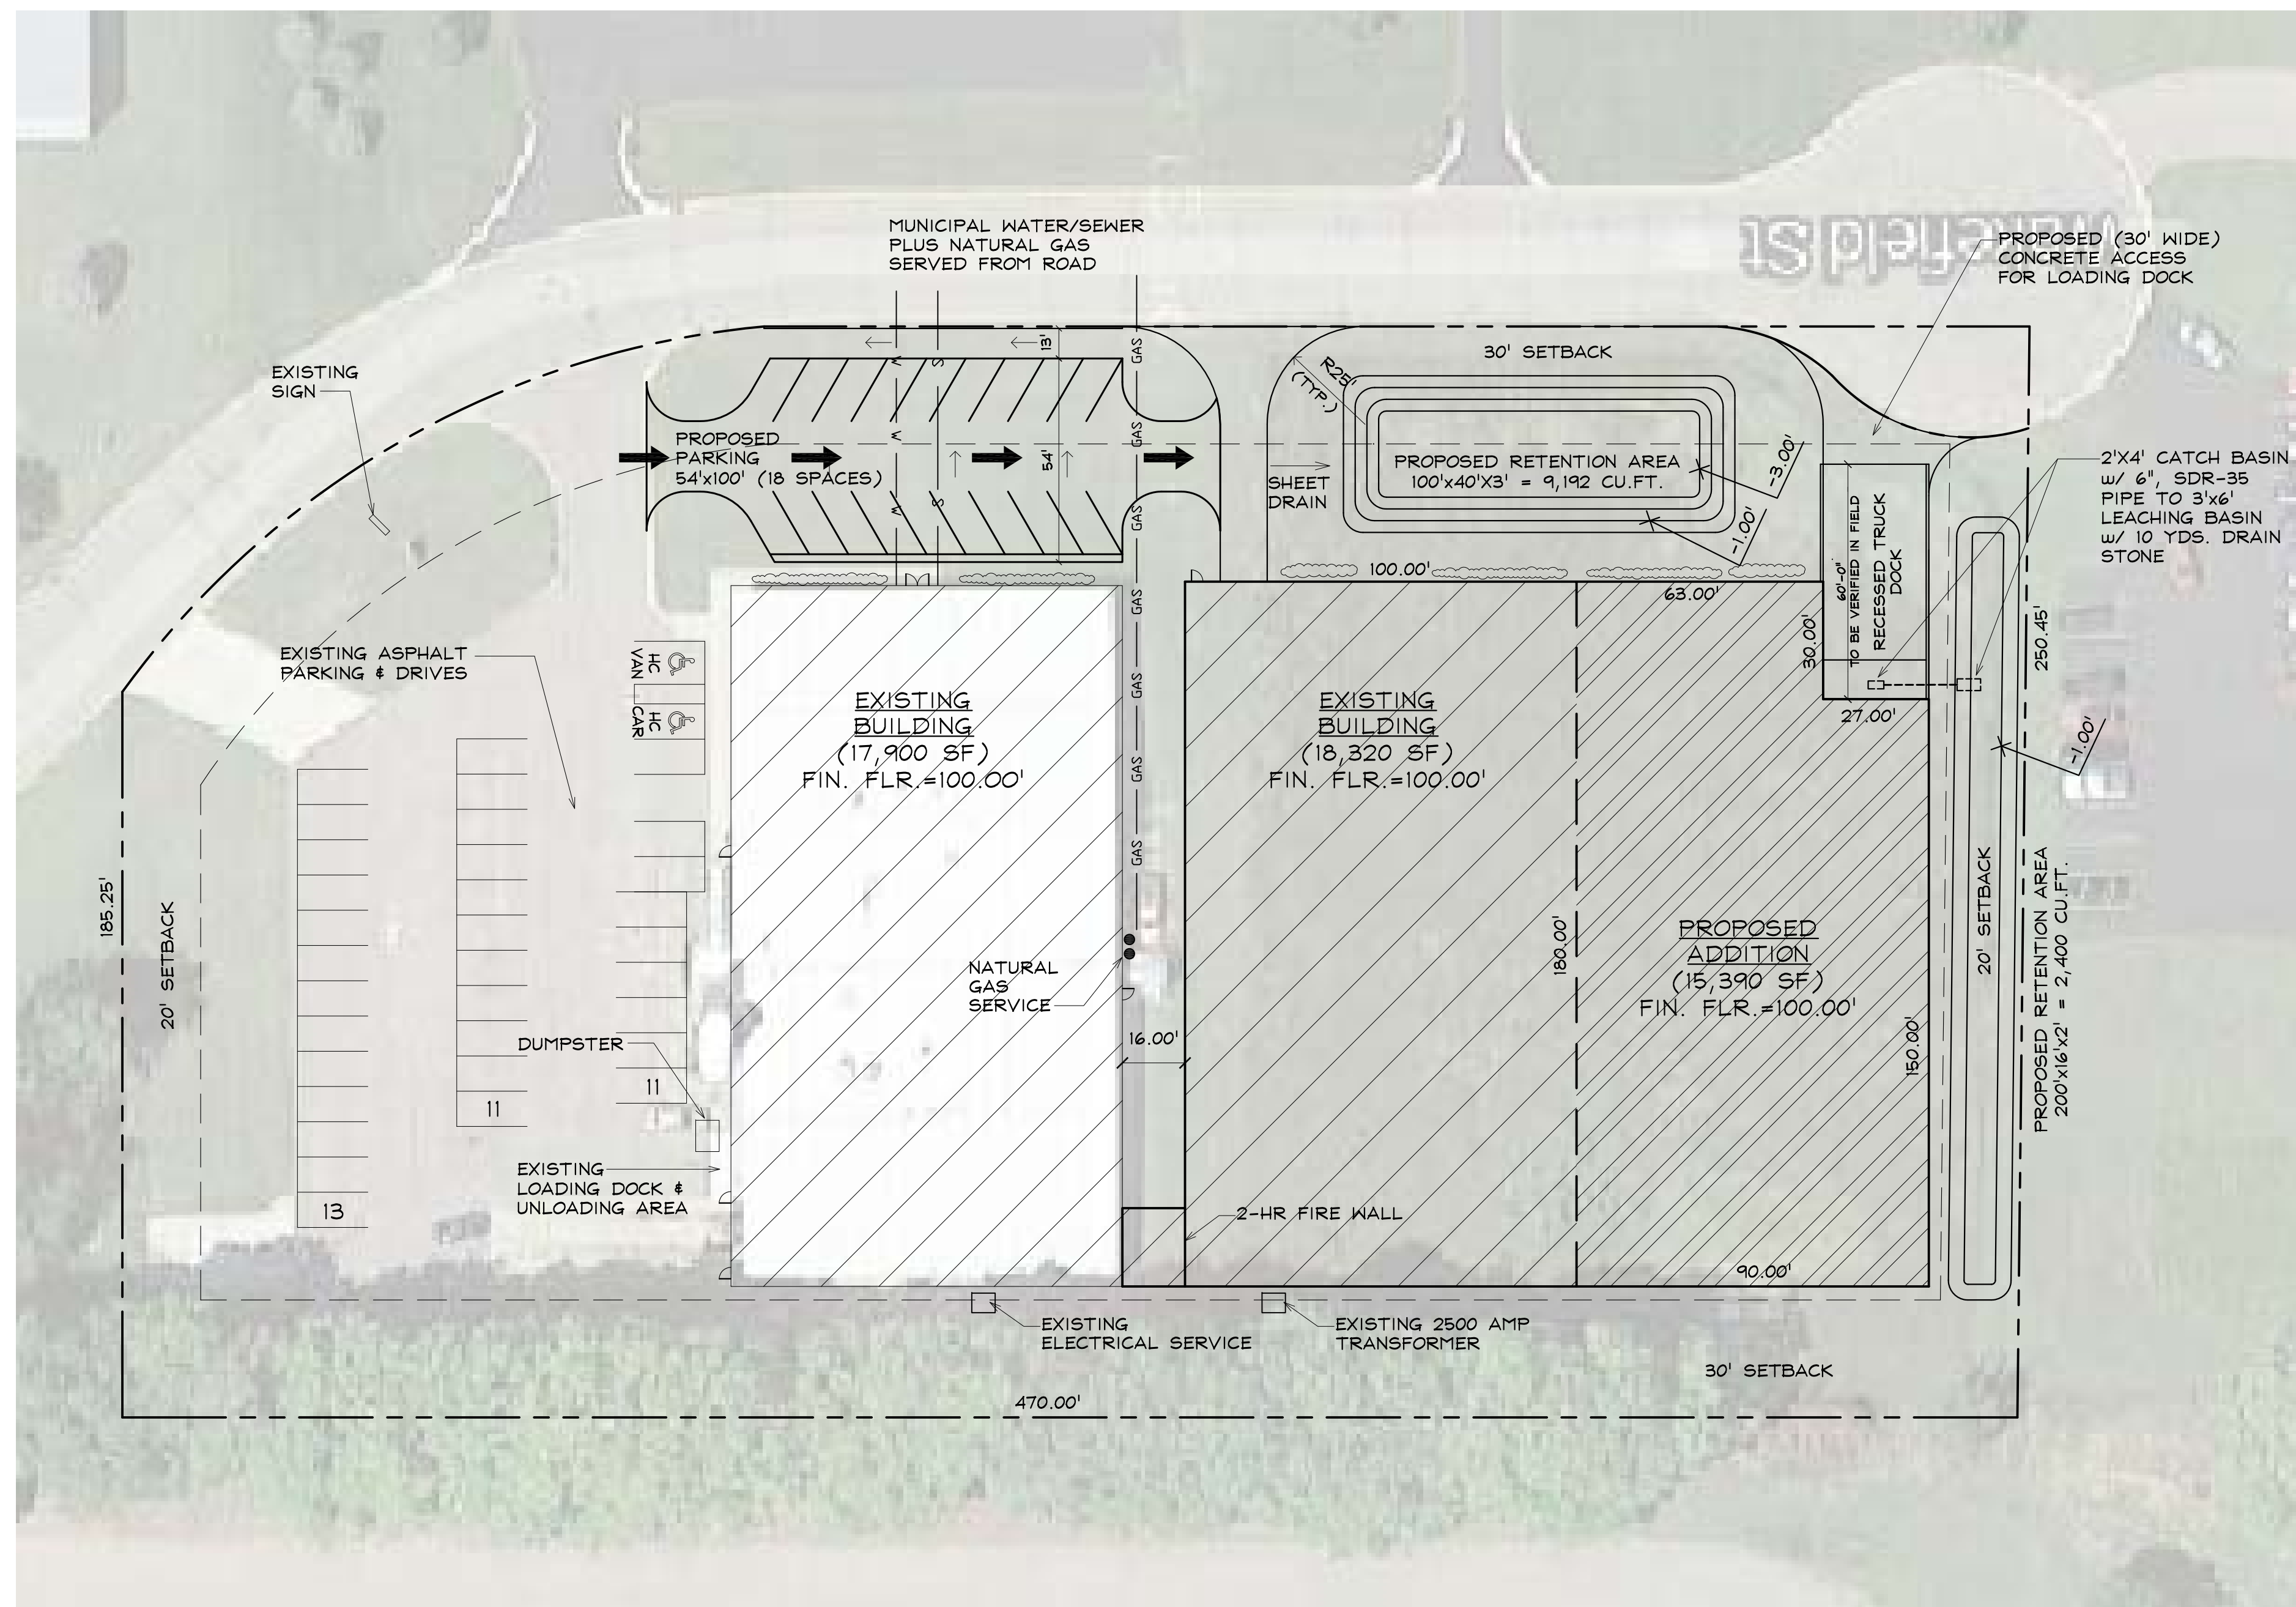 MUNICIPAL WATER/SEWER
PLUS NATURAL GAS
SERVED FROM ROAD
Wakefield St
PROPOSED (30' WIDE)
CONCRETE ACCESS
FOR LOADING DOCK
EXISTING
SIGN
13'
GAS
W
S
30' SETBACK
R25'
(TYP.)
PROPOSED
PARKING
54'x100' (18 SPACES)
54'
W
GAS
SHEET
DRAIN
PROPOSED RETENTION AREA
100'x40'X3' = 9,192 CU.FT.
-3.00'
-1.00'
2'X4' CATCH BASIN
w/ 6", SDR-35
PIPE TO 3'x6'
LEACHING BASIN
w/ 10 YDS. DRAIN
STONE
W
S
GAS
60'-0"
TO BE VERIFIED IN FIELD
RECESSED TRUCK
DOCK
100.00'
63.00'
30.00'
27.00'
250.45'
-1.00'
EXISTING ASPHALT
PARKING & DRIVES
HC
VAN
HC
CAR
GAS
GAS
GAS
GAS
EXISTING
BUILDING
(17,900 SF)
FIN. FLR.=100.00'
EXISTING
BUILDING
(18,320 SF)
FIN. FLR.=100.00'
185.25'
20' SETBACK
180.00'
PROPOSED
ADDITION
(15,390 SF)
FIN. FLR.=100.00'
150.00'
20' SETBACK
PROPOSED RETENTION AREA
200'x16'x2' = 2,400 CU.FT.
NATURAL
GAS
SERVICE
16.00'
DUMPSTER
11
11
13
EXISTING
LOADING DOCK &
UNLOADING AREA
2-HR FIRE WALL
90.00'
EXISTING
ELECTRICAL SERVICE
EXISTING 2500 AMP
TRANSFORMER
30' SETBACK
470.00'